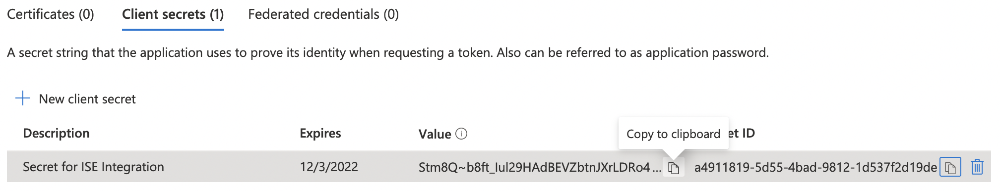 Certificates (0) Client secrets (1) Federated credentials (0)
A secret string that the application uses to prove its identity when requesting a token. Also can be referred to as application password.
New client secret
Copy to clipboard
Description Expires Value et ID
Secret for ISE Integration 12/3/2022 Stm8Q~b8ft_Iul29HAdBEVZbtnJXrLDRo4 ... a4911819-5d55-4bad-9812-1d537f2d19de